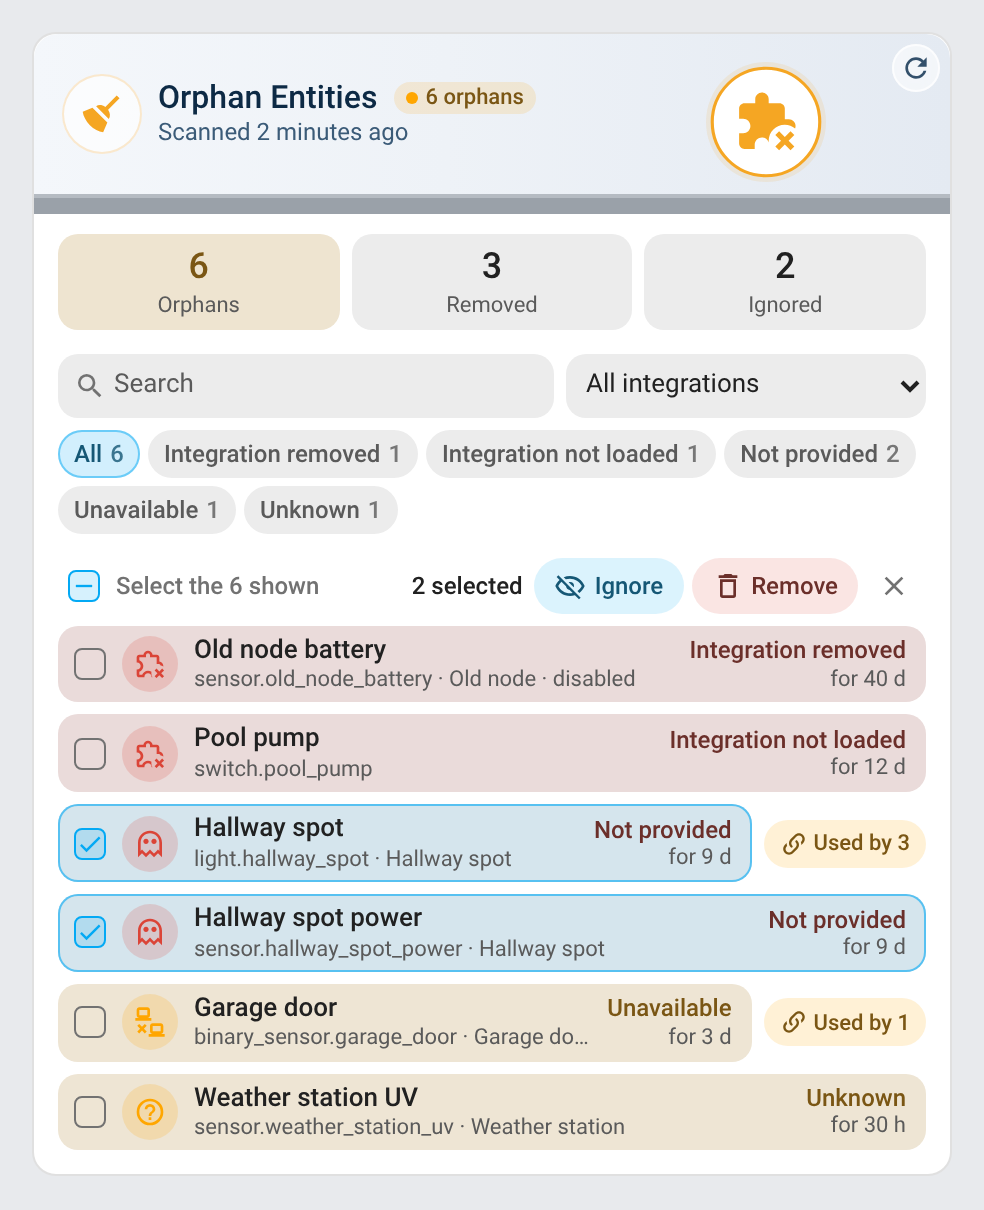 Orphan Entities 6 orphans
Scanned 2 minutes ago
6 3 2
Orphans Removed Ignored
Search All integrations
All 6 Integration removed 1 Integration not loaded 1 Not provided 2
Unavailable 1 Unknown 1
Select the 6 shown 2 selected Ignore Remove
Old node battery Integration removed
sensor.old_node_battery · Old node · disabled for 40 d
Pool pump Integration not loaded
switch.pool_pump for 12 d
Hallway spot Not provided Used by 3
light.hallway_spot · Hallway spot for 9 d
Hallway spot power Not provided
sensor.hallway_spot_power · Hallway spot for 9 d
Garage door Unavailable Used by 1
binary_sensor.garage_door · Garage do… for 3 d
Weather station UV Unknown
sensor.weather_station_uv · Weather station for 30 h